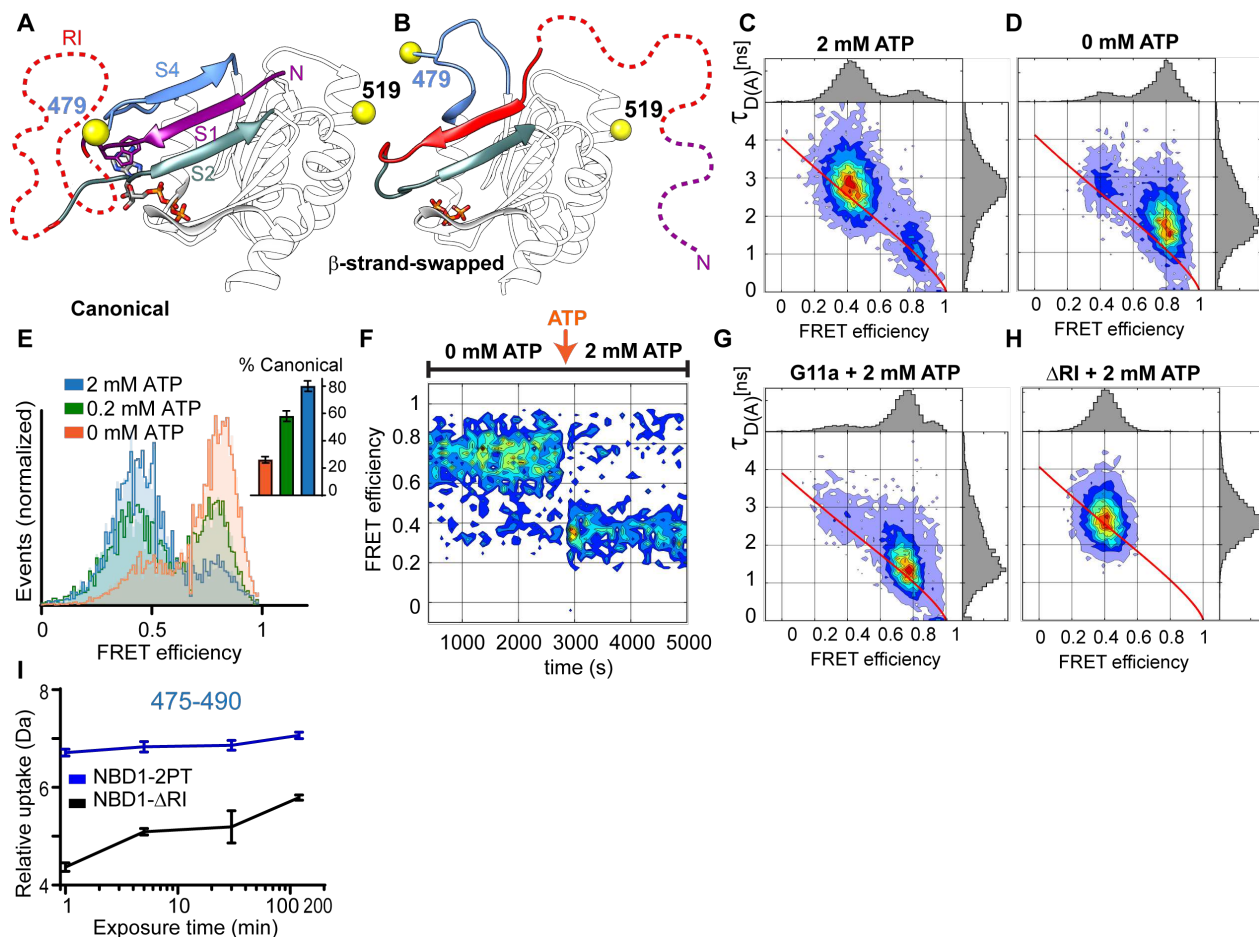 A
RI
479
S4
N
S1
S2
519
Canonical
B
479
519
N
β-strand-swapped
C
2 mM ATP
τD(A)[ns]
4
3
2
1
0
0 0.2 0.4 0.6 0.8 1
FRET efficiency
D
0 mM ATP
4
3
2
1
0
0 0.2 0.4 0.6 0.8 1
FRET efficiency
E
2 mM ATP
0.2 mM ATP
0 mM ATP
% Canonical
80
60
40
20
0
Events (normalized)
0 0.5 1
FRET efficiency
F
ATP
0 mM ATP 2 mM ATP
FRET efficiency
1
0.8
0.6
0.4
0.2
0
1000 2000 3000 4000 5000
time (s)
G
G11a + 2 mM ATP
τD(A)[ns]
4
3
2
1
0
0 0.2 0.4 0.6 0.8 1
FRET efficiency
H
ΔRI + 2 mM ATP
4
3
2
1
0
0 0.2 0.4 0.6 0.8 1
FRET efficiency
I
475-490
Relative uptake (Da)
8
6
4
NBD1-2PT
NBD1-ΔRI
1 10 100 200
Exposure time (min)